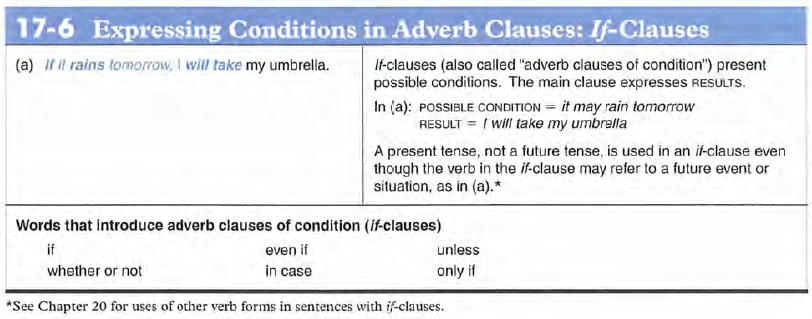 17-6 Expressing Conditions in Adverb Clauses: If-Clauses
(a) If it rains tomorrow, I will take my umbrella.
If-clauses (also called "adverb clauses of condition") present
possible conditions. The main clause expresses RESULTS.
In (a): POSSIBLE CONDITION = it may rain tomorrow
RESULT = I will take my umbrella
A present tense, not a future tense, is used in an if-clause even
though the verb in the if-clause may refer to a future event or
situation, as in (a).*
Words that introduce adverb clauses of condition (if-clauses)
if even if unless
whether or not in case only if
*See Chapter 20 for uses of other verb forms in sentences with if-clauses.